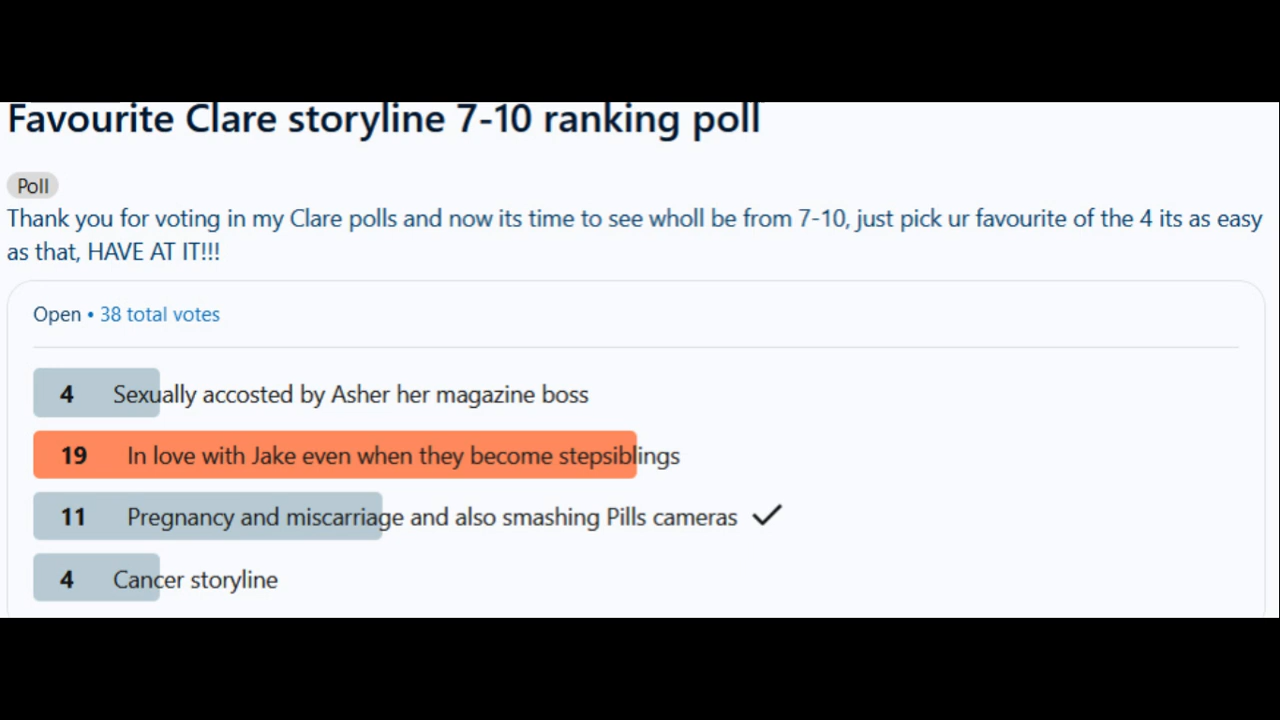 Favourite Clare storyline 7-10 ranking poll
Poll
Thank you for voting in my Clare polls and now its time to see wholl be from 7-10, just pick ur favourite of the 4 its as easy
as that, HAVE AT IT!!!
Open • 38 total votes
4 Sexually accosted by Asher her magazine boss
19 In love with Jake even when they become stepsiblings
11 Pregnancy and miscarriage and also smashing Pills cameras
4 Cancer storyline